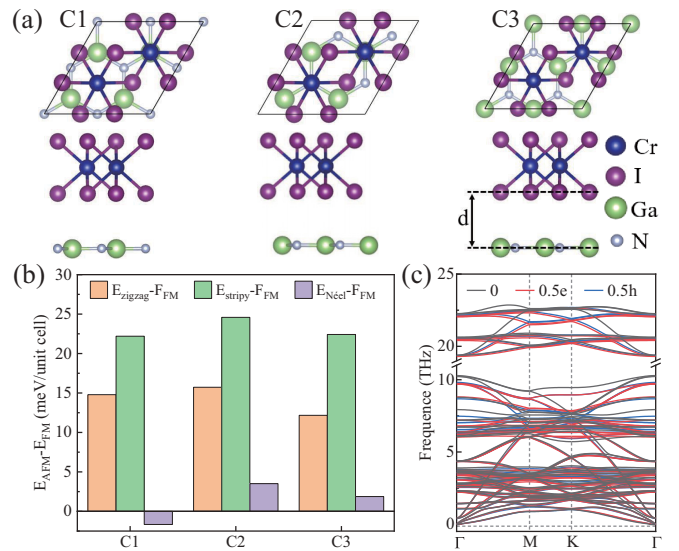 (a) C1 C2 C3
Cr
I
d
Ga
N
(b)
E_zigzag-F_FM E_stripy-F_FM E_Néel-F_FM
E_AFM-E_FM (meV/unit cell)
30
25
20
15
10
5
0
C1 C2 C3
(c)
0 0.5e 0.5h
Frequence (THz)
25
20
10
5
0
Γ M K Γ